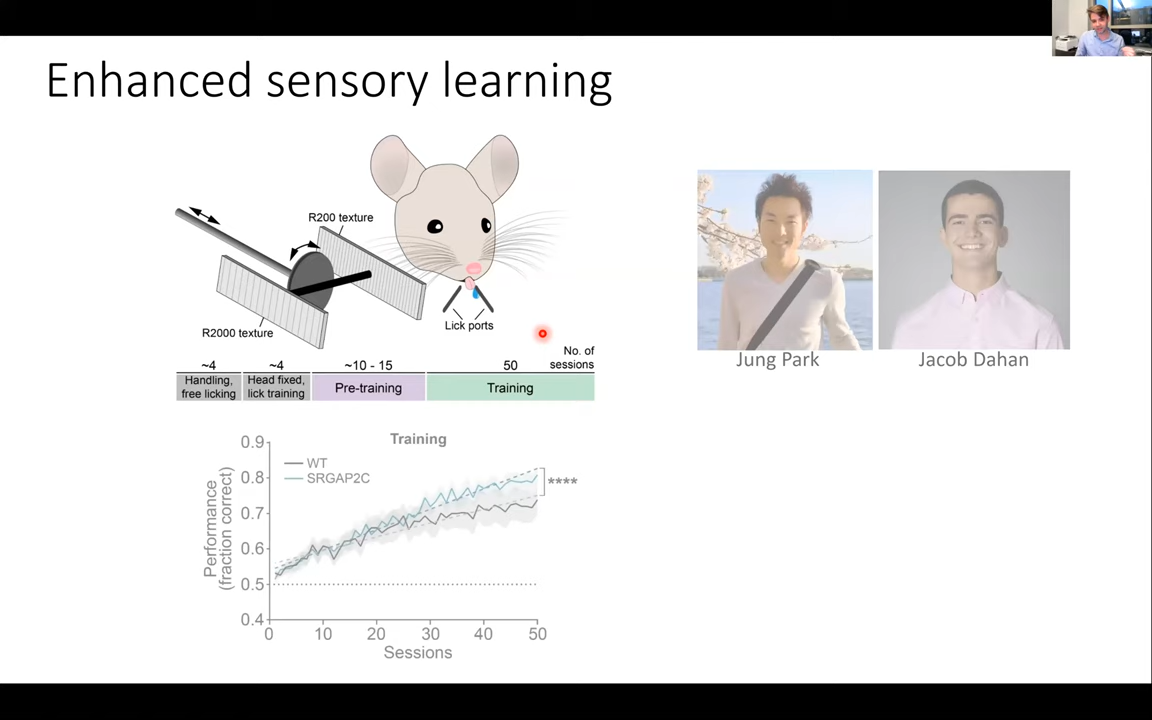 Enhanced sensory learning
R200 texture
R2000 texture
Lick ports
No. of
sessions
~4
~4
~10 - 15
50
Handling,
free licking
Head fixed,
lick training
Pre-training
Training
Jung Park
Jacob Dahan
Training
WT
SRGAP2C
****
Performance
(fraction correct)
0.9
0.8
0.7
0.6
0.5
0.4
0
10
20
30
40
50
Sessions